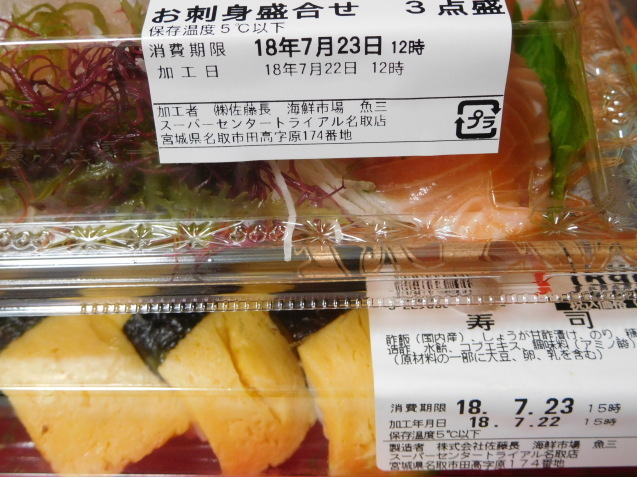 お刺身盛合せ 3点盛
保存温度5℃以下
消費期限 18年7月23日 12時
加工日 18年7月22日 12時
加工者 ㈱佐藤長 海鮮市場 魚三
スーパーセンタートライアル名取店
宮城県名取市田高字原174番地
プラ
寿司
酢飯(国内産)、しょうが甘酢漬け、のり、
造酢、水飴、コブエキス、調味料(アミノ酸)
(原材料の一部に大豆、卵、乳を含む)
消費期限 18. 7.23 15時
加工年月日 18. 7.22 15時
保存温度5℃以下
製造者 株式会社佐藤長 海鮮市場 魚三
スーパーセンタートライアル名取店
宮城県名取市田高字原174番地